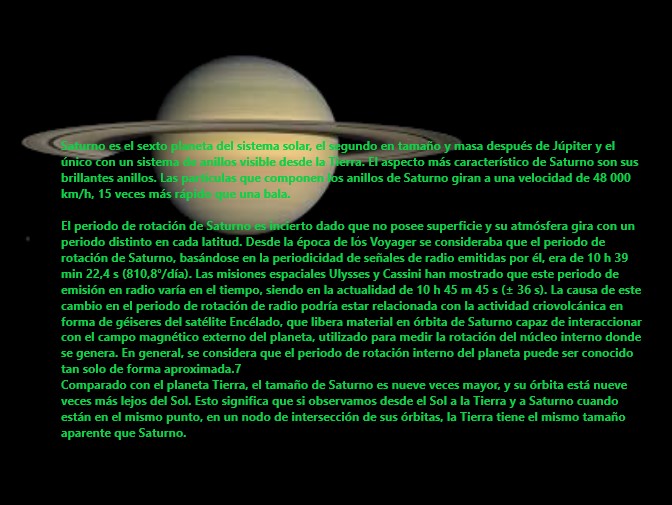 Saturno es el sexto planeta del sistema solar, el segundo en tamaño y masa después de Júpiter y el
único con un sistema de anillos visible desde la Tierra. El aspecto más característico de Saturno son sus
brillantes anillos. Las partículas que componen los anillos de Saturno giran a una velocidad de 48 000
km/h, 15 veces más rápido que una bala.
El periodo de rotación de Saturno es incierto dado que no posee superficie y su atmósfera gira con un
periodo distinto en cada latitud. Desde la época de los Voyager se consideraba que el periodo de
rotación de Saturno, basándose en la periodicidad de señales de radio emitidas por él, era de 10 h 39
min 22,4 s (810,8°/día). Las misiones espaciales Ulysses y Cassini han mostrado que este periodo de
emisión en radio varía en el tiempo, siendo en la actualidad de 10 h 45 m 45 s (± 36 s). La causa de este
cambio en el periodo de rotación de radio podría estar relacionada con la actividad criovolcánica en
forma de géiseres del satélite Encélado, que libera material en órbita de Saturno capaz de interaccionar
con el campo magnético externo del planeta, utilizado para medir la rotación del núcleo interno donde
se genera. En general, se considera que el periodo de rotación interno del planeta puede ser conocido
tan solo de forma aproximada.7
Comparado con el planeta Tierra, el tamaño de Saturno es nueve veces mayor, y su órbita está nueve
veces más lejos del Sol. Esto significa que si observamos desde el Sol a la Tierra y a Saturno cuando
están en el mismo punto, en un nodo de intersección de sus órbitas, la Tierra tiene el mismo tamaño
aparente que Saturno.